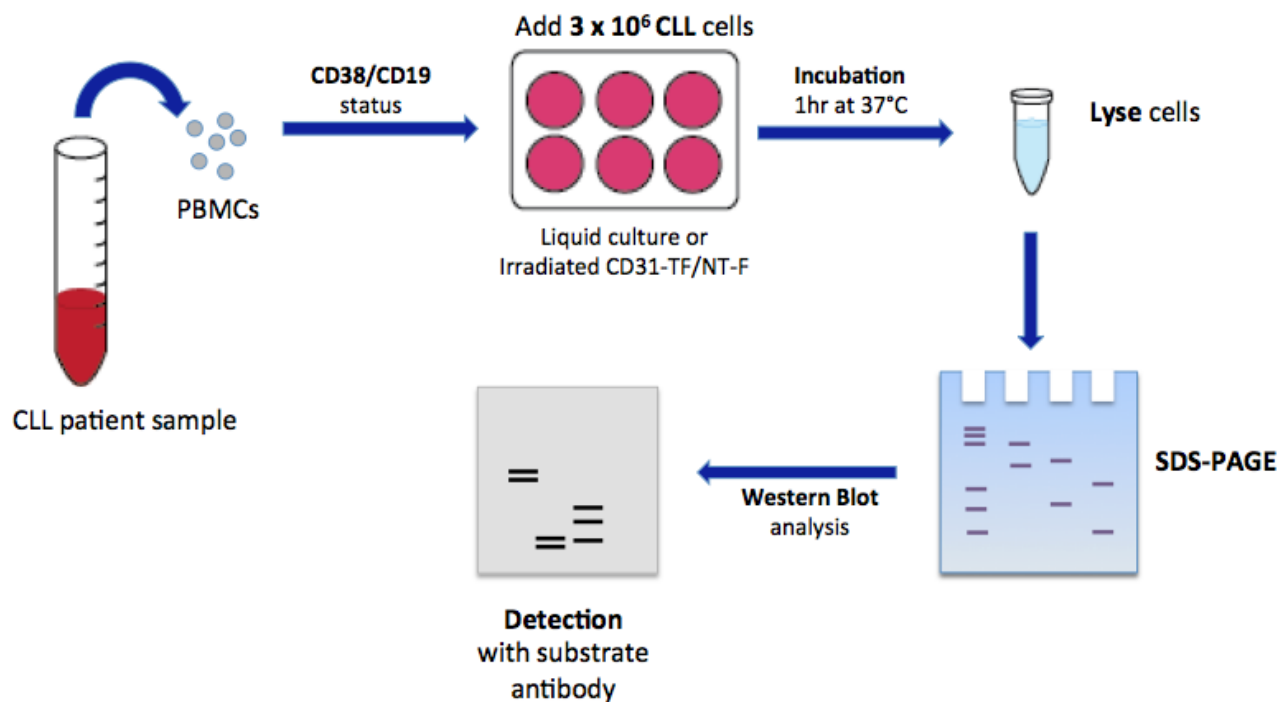 CLL patient sample
PBMCs
CD38/CD19
status
Add 3 x 10⁶ CLL cells
Liquid culture or
Irradiated CD31-TF/NT-F
Incubation
1hr at 37°C
Lyse cells
SDS-PAGE
Western Blot
analysis
Detection
with substrate
antibody